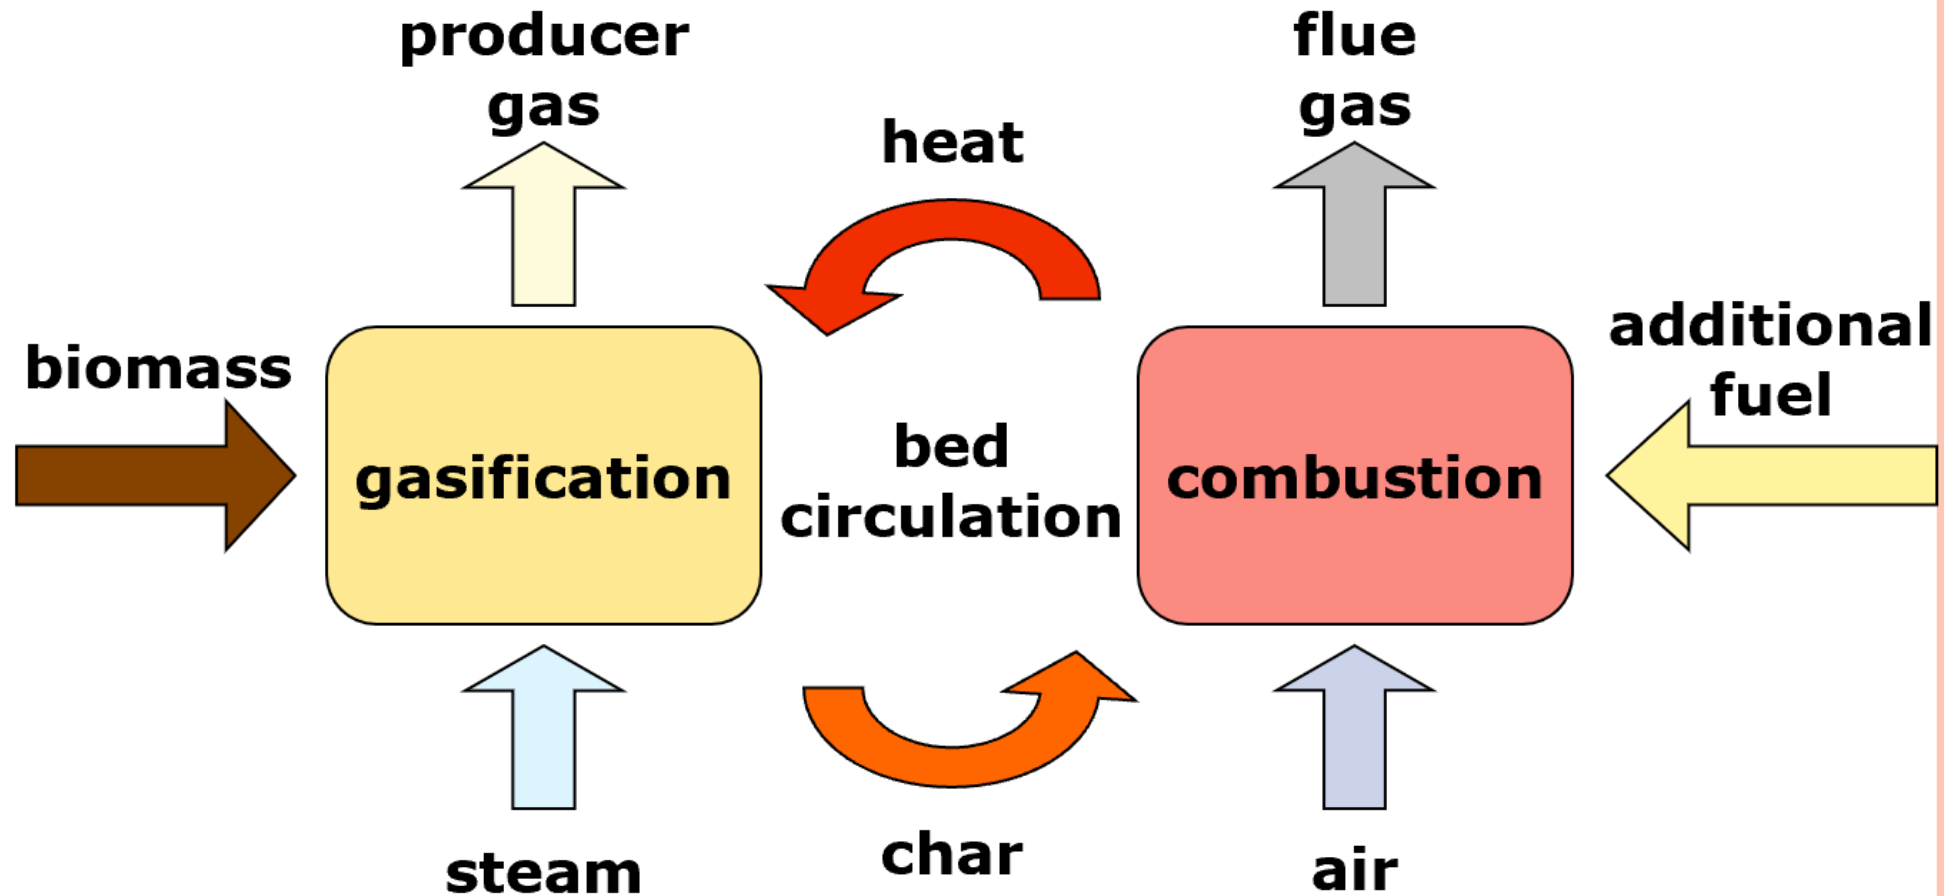 producer
gas
flue
gas
heat
additional
fuel
biomass
gasification
bed
circulation
combustion
steam
char
air